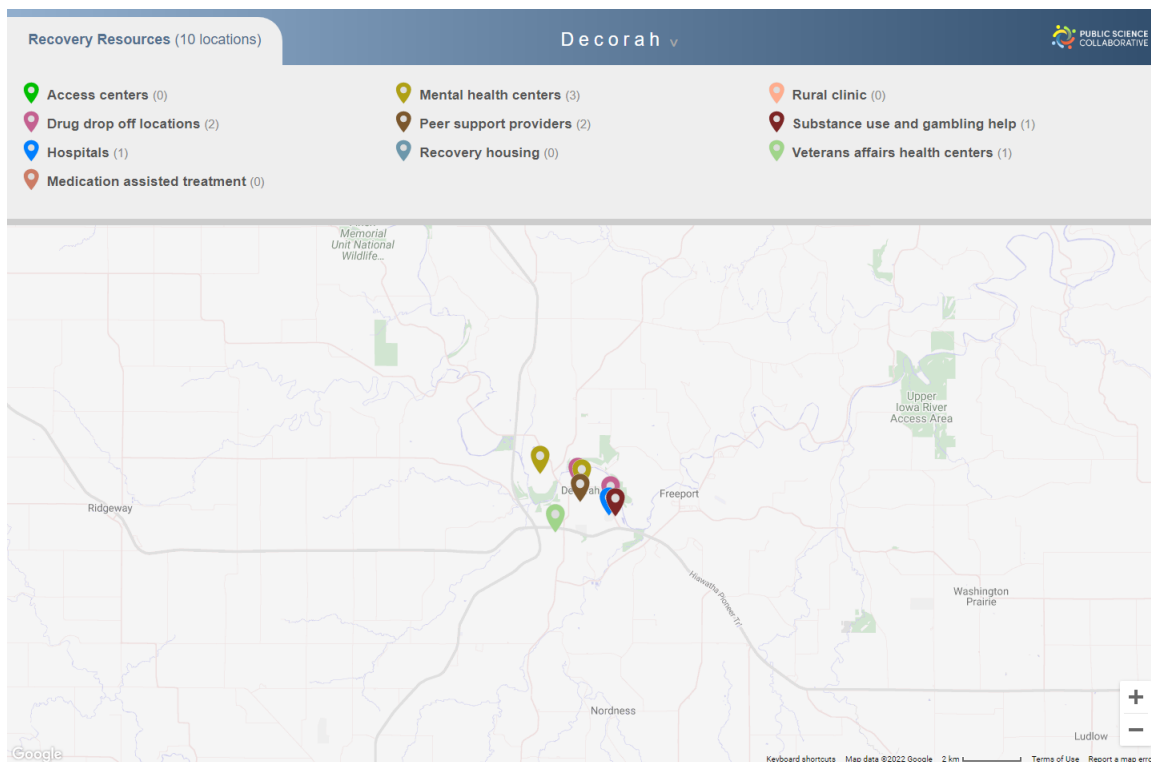 Recovery Resources (10 locations)
Decorah v
PUBLIC SCIENCE
COLLABORATIVE
Access centers (0)
Mental health centers (3)
Rural clinic (0)
Drug drop off locations (2)
Peer support providers (2)
Substance use and gambling help (1)
Hospitals (1)
Recovery housing (0)
Veterans affairs health centers (1)
Medication assisted treatment (0)
Memorial
Unit National
Wildlife...
Upper
Iowa River
Access Area
Ridgeway
Freeport
Hiawatha Pioneer Trl
Washington
Prairie
Nordness
Ludlow
+
−
Google
Keyboard shortcuts Map data ©2022 Google 2 km Terms of Use Report a map erro